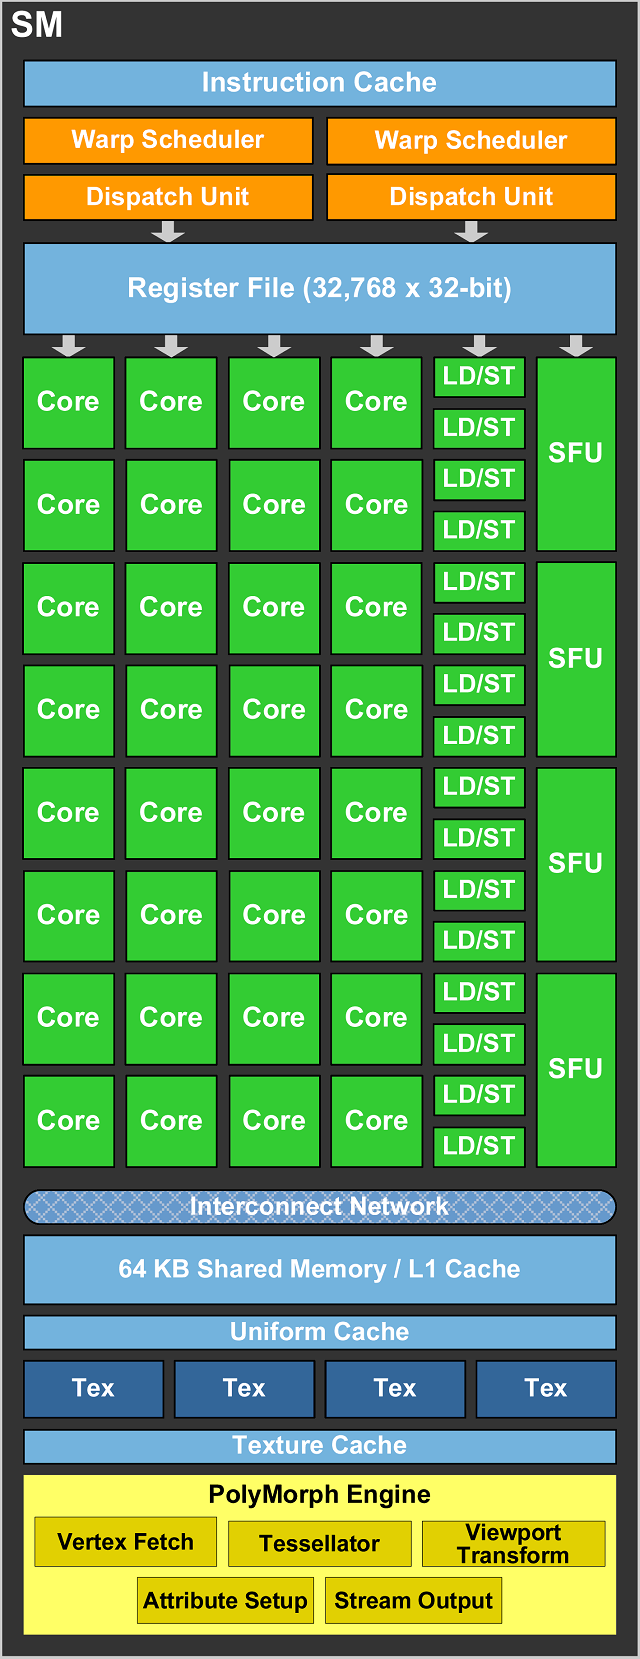 SM
Instruction Cache
Warp Scheduler Warp Scheduler
Dispatch Unit Dispatch Unit
Register File (32,768 x 32-bit)
Core Core Core Core LD/ST SFU
LD/ST
Core Core Core Core LD/ST
LD/ST
Core Core Core Core LD/ST SFU
LD/ST
Core Core Core Core LD/ST
LD/ST
Core Core Core Core LD/ST SFU
LD/ST
Core Core Core Core LD/ST
LD/ST
Core Core Core Core LD/ST SFU
LD/ST
Core Core Core Core LD/ST
LD/ST
Interconnect Network
64 KB Shared Memory / L1 Cache
Uniform Cache
Tex Tex Tex Tex
Texture Cache
PolyMorph Engine
Vertex Fetch Tessellator Viewport
Transform
Attribute Setup Stream Output